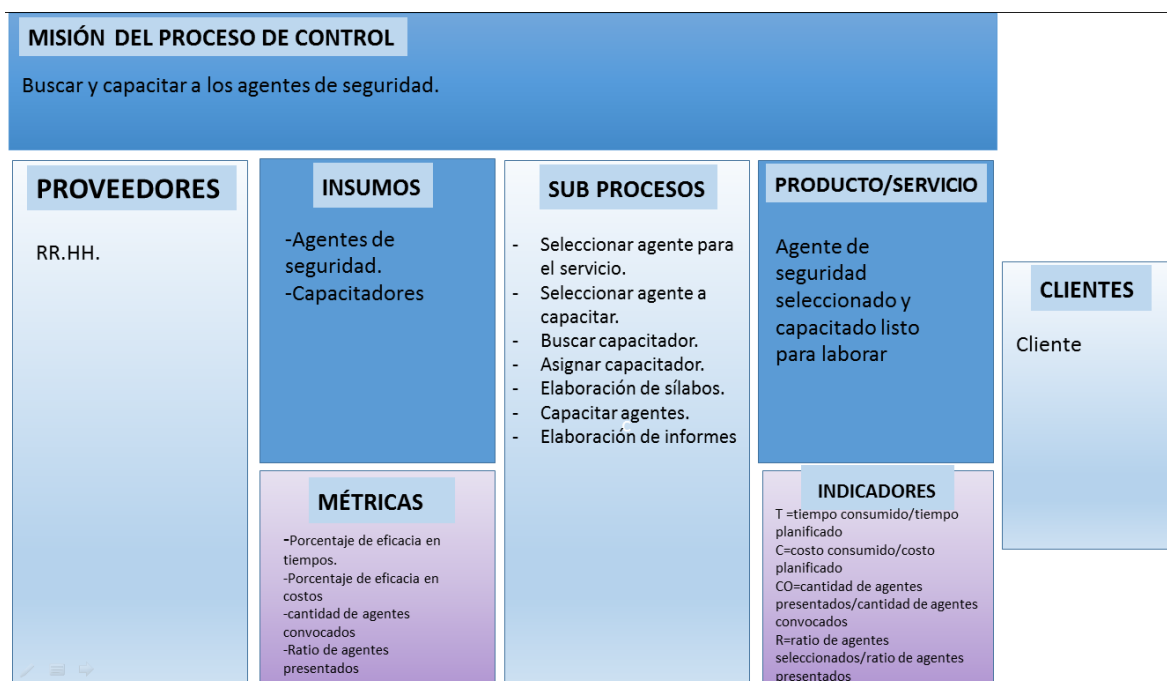 MISIÓN DEL PROCESO DE CONTROL
Buscar y capacitar a los agentes de seguridad.
PROVEEDORES
RR.HH.
INSUMOS
-Agentes de
seguridad.
-Capacitadores
MÉTRICAS
-Porcentaje de eficacia en
tiempos.
-Porcentaje de eficacia en
costos
-cantidad de agentes
convocados
-Ratio de agentes
presentados
SUB PROCESOS
- Seleccionar agente para
el servicio.
- Seleccionar agente a
capacitar.
- Buscar capacitador.
- Asignar capacitador.
- Elaboración de sílabos.
- Capacitar agentes.
- Elaboración de informes
PRODUCTO/SERVICIO
Agente de
seguridad
seleccionado y
capacitado listo
para laborar
INDICADORES
T =tiempo consumido/tiempo
planificado
C=costo consumido/costo
planificado
CO=cantidad de agentes
presentados/cantidad de agentes
convocados
R=ratio de agentes
seleccionados/ratio de agentes
presentados
CLIENTES
Cliente